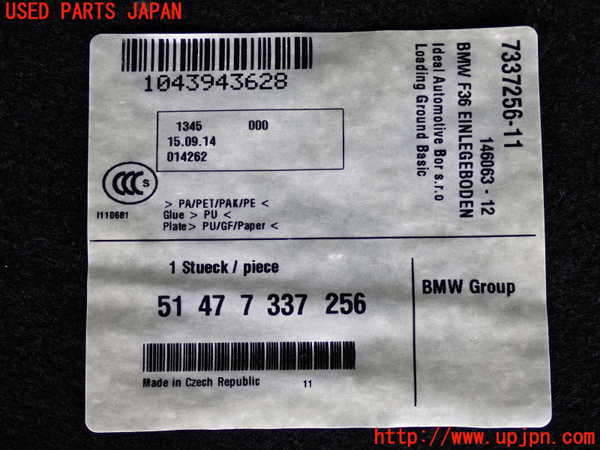 USED PARTS JAPAN
1043943628
1345 000
15.09.14
014262
CCC S
I110681
> PA/PET/PAK/PE <
Glue > PU <
Plate> PU/GF/Paper <
7337256-11
146063 - 12
BMW F36 EINLEGEBODEN
Ideal Automotive Bor s.r.o
Loading Ground Basic
1 Stueck / piece
51 47 7 337 256
BMW Group
Made in Czech Republic 11
http://www.upjpn.com/